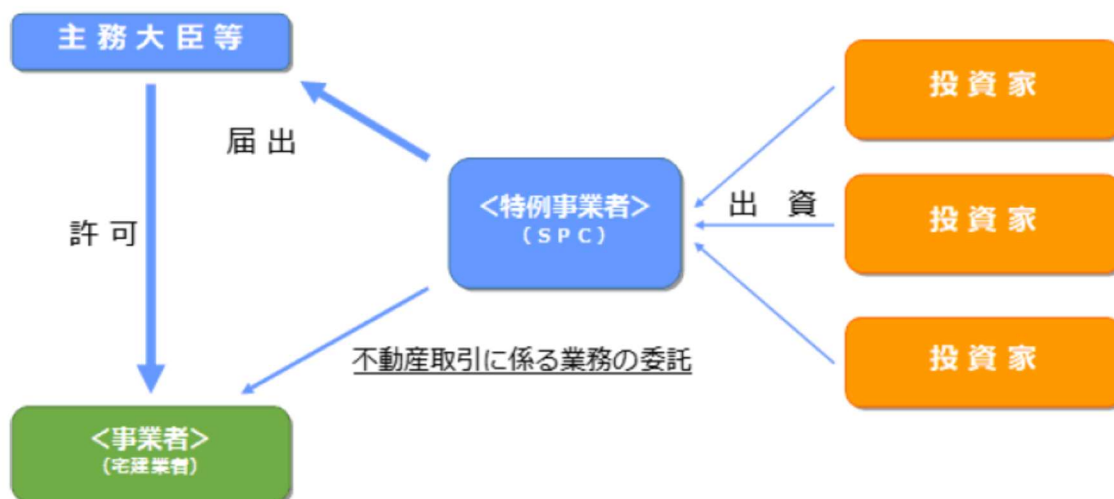 主務大臣等
投資家
届出
<特例事業者>
(SPC)
出 資
投資家
許可
不動産取引に係る業務の委託
投資家
<事業者>
(宅建業者)